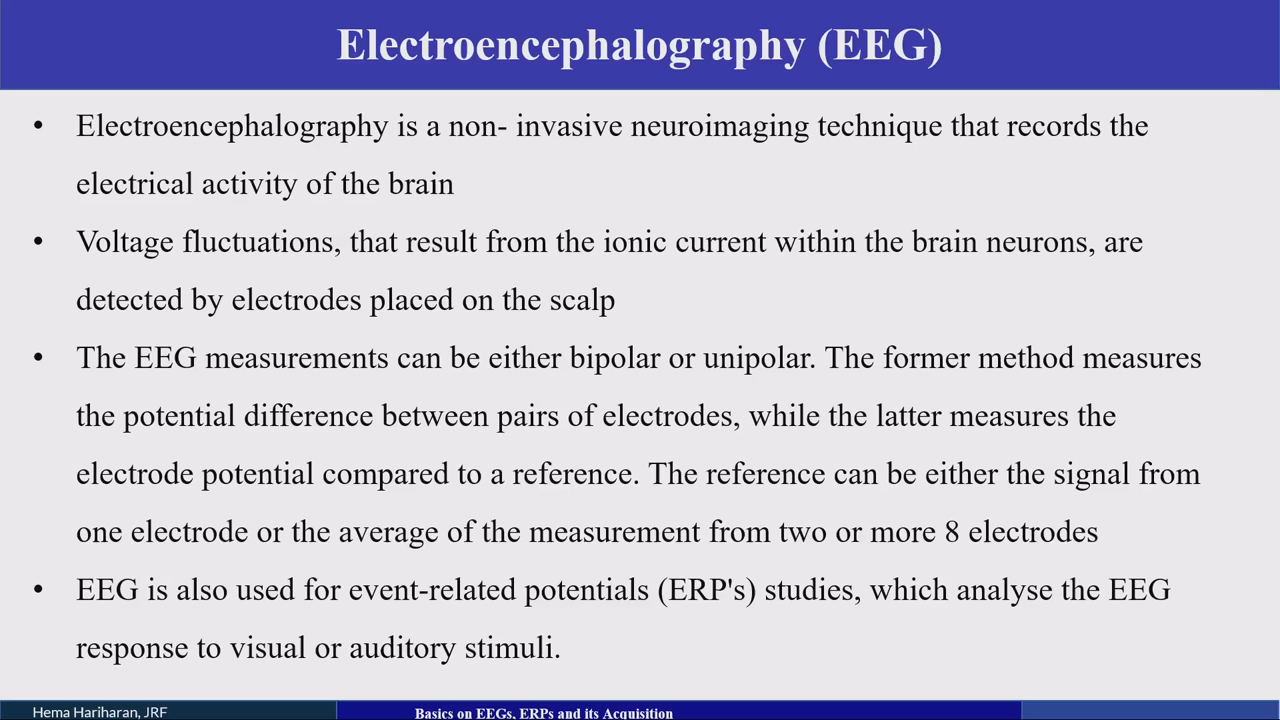 Electroencephalography (EEG)
• Electroencephalography is a non- invasive neuroimaging technique that records the
electrical activity of the brain
• Voltage fluctuations, that result from the ionic current within the brain neurons, are
detected by electrodes placed on the scalp
• The EEG measurements can be either bipolar or unipolar. The former method measures
the potential difference between pairs of electrodes, while the latter measures the
electrode potential compared to a reference. The reference can be either the signal from
one electrode or the average of the measurement from two or more 8 electrodes
• EEG is also used for event-related potentials (ERP's) studies, which analyse the EEG
response to visual or auditory stimuli.
Hema Hariharan, JRF
Basics on EEGs, ERPs and its Acquisition